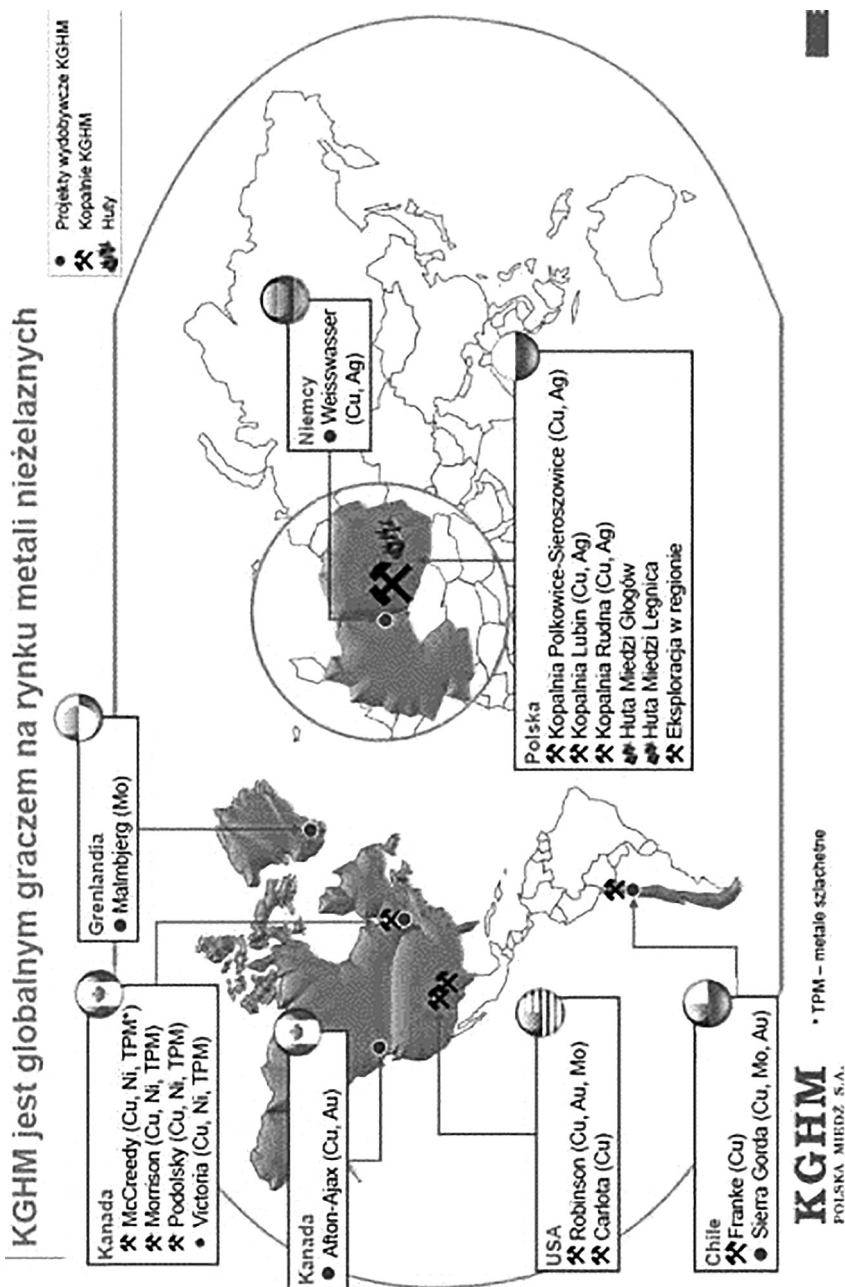 KGHM jest globalnym graczem na rynku metali nieżelaznych
Projekty wydobywcze KGHM
Kopalnie KGHM
Huty
Grenlandia
Malmbjerg (Mo)
Kanada
McCreedy (Cu, Ni, TPM*)
Morrison (Cu, Ni, TPM)
Podolsky (Cu, Ni, TPM)
Victoria (Cu, Ni, TPM)
Kanada
Afton-Ajax (Cu, Au)
Niemcy
Weisswasser
(Cu, Ag)
USA
Robinson (Cu, Au, Mo)
Carlota (Cu)
Polska
Kopalnia Polkowice-Sieroszowice (Cu, Ag)
Kopalnia Lubin (Cu, Ag)
Kopalnia Rudna (Cu, Ag)
Huta Miedzi Głogów
Huta Miedzi Legnica
Eksploracja w regionie
Chile
Franke (Cu)
Sierra Gorda (Cu, Mo, Au)
KGHM
POLSKA MIEDŹ S.A.
* TPM – metale szlachetne